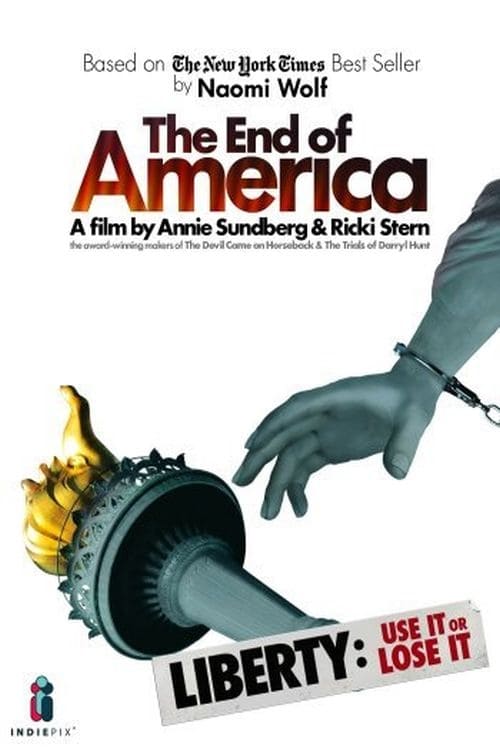 Based on The New York Times Best Seller
by Naomi Wolf
The End of
America
A film by Annie Sundberg & Ricki Stern
the award-winning makers of The Devil Came on Horseback & The Trials of Darryl Hunt
LIBERTY: USE IT OR
LOSE IT
INDIEPIX